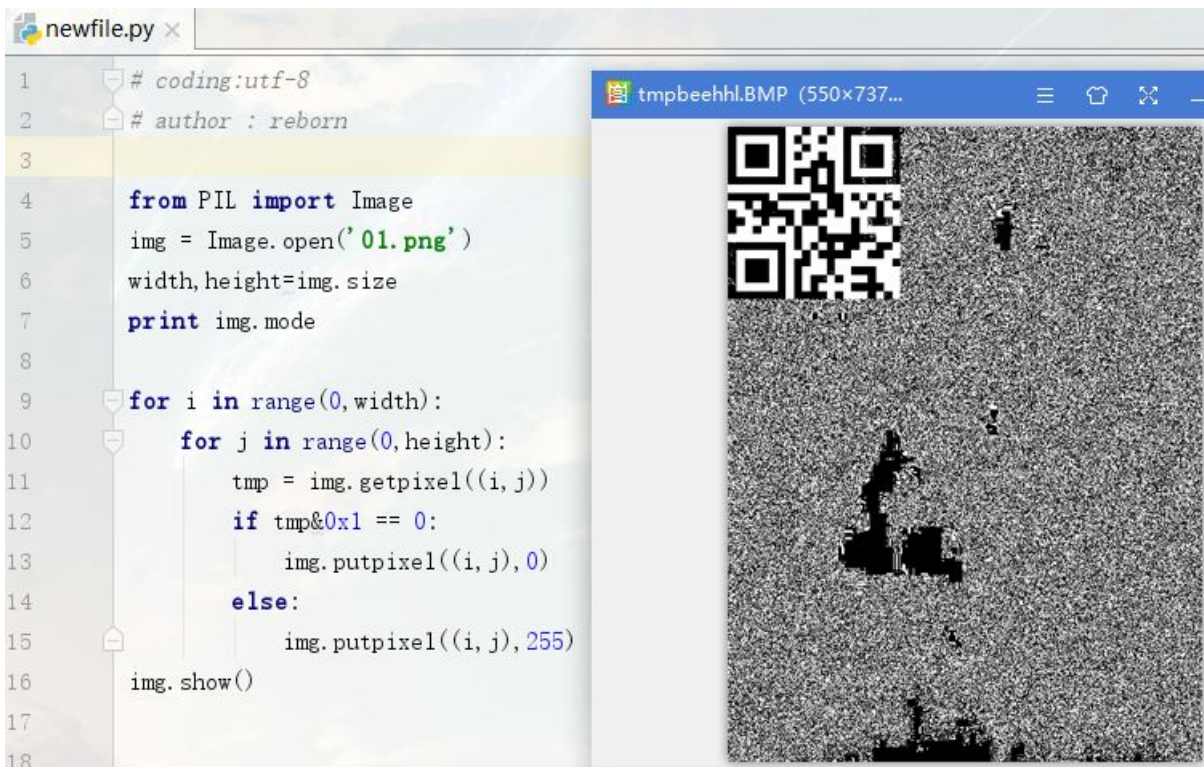 newfile.py
1 # coding:utf-8
2 # author : reborn
3
4 from PIL import Image
5 img = Image.open('01.png')
6 width,height=img.size
7 print img.mode
8
9 for i in range(0,width):
10 for j in range(0,height):
11 tmp = img.getpixel((i,j))
12 if tmp&0x1 == 0:
13 img.putpixel((i,j),0)
14 else:
15 img.putpixel((i,j),255)
16 img.show()
17
18
tmpbeehhl.BMP (550×737...